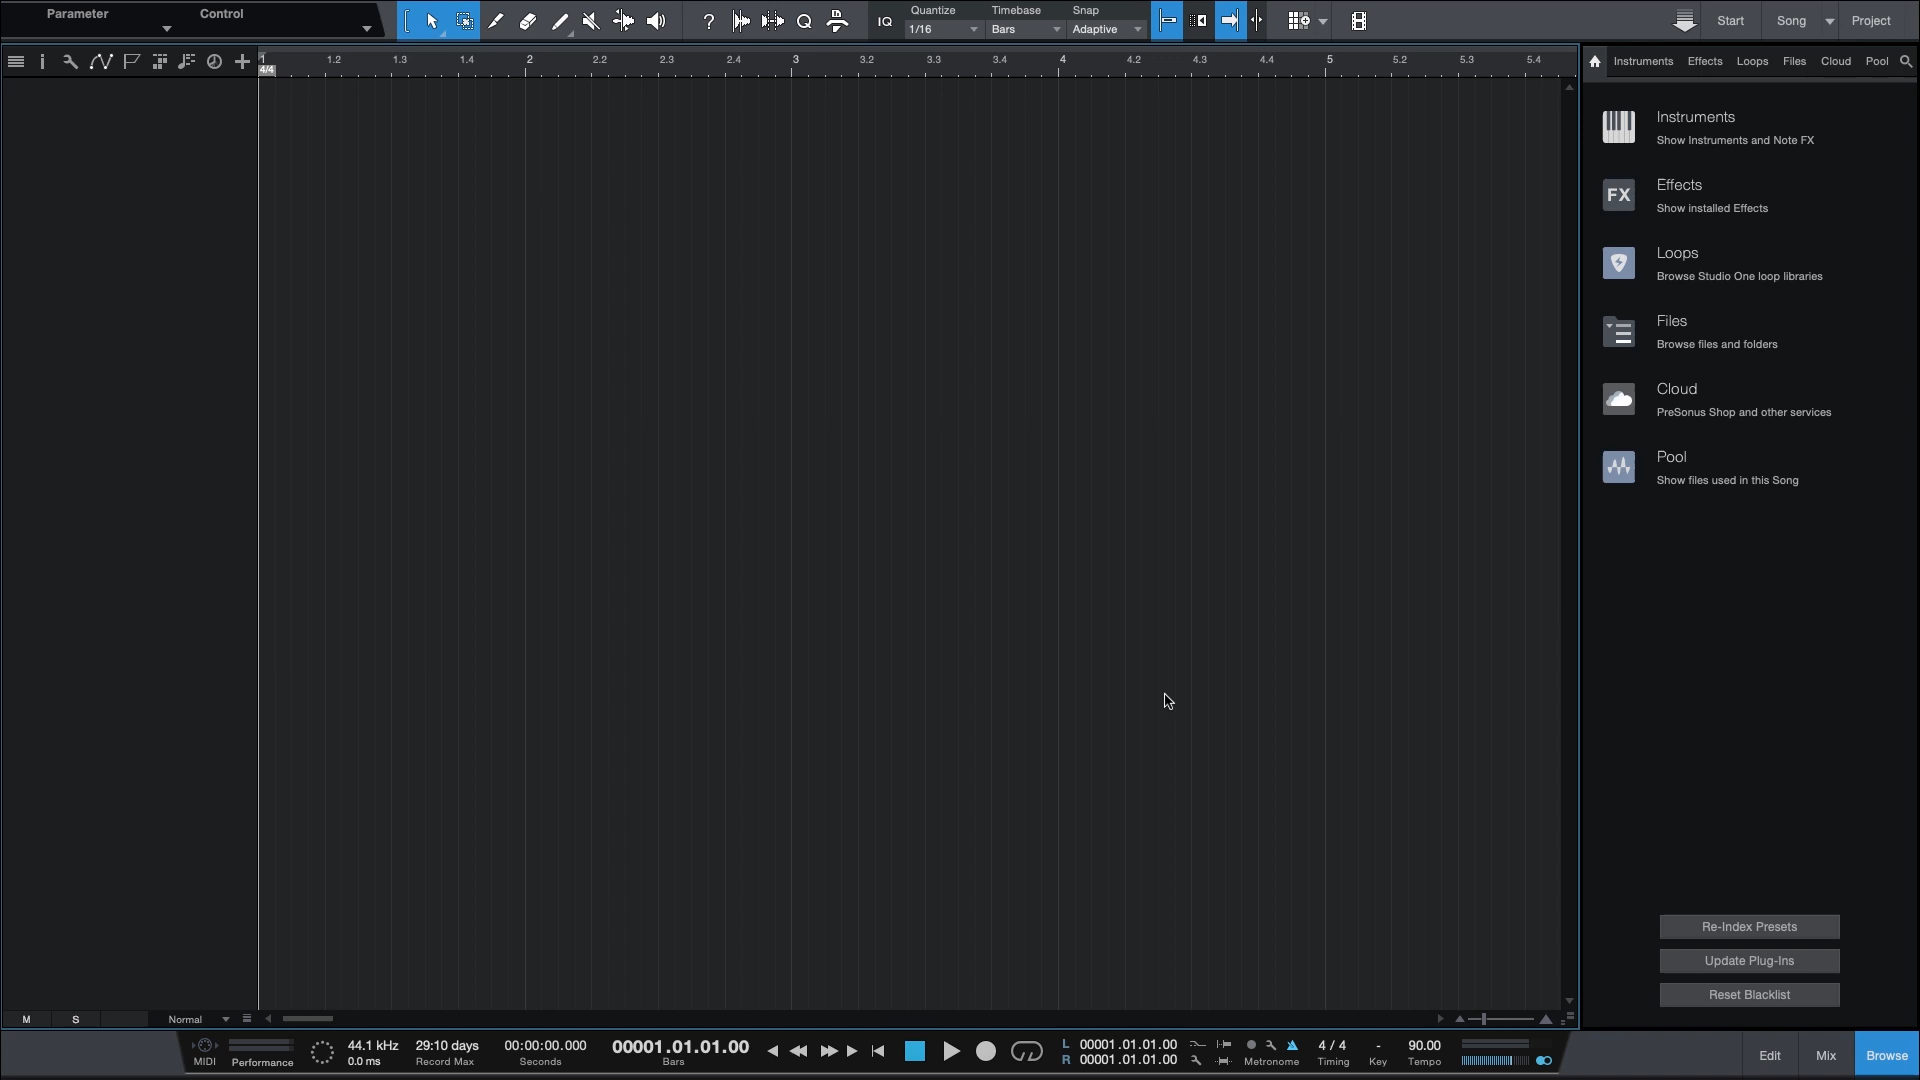 Parameter
Control
IQ
Quantize
1/16
Timebase
Bars
Snap
Adaptive
Start
Song
Project
1
1.2
1.3
1.4
2
2.2
2.3
2.4
3
3.2
3.3
3.4
4
4.2
4.3
4.4
5
5.2
5.3
5.4
4/4
Instruments
Effects
Loops
Files
Cloud
Pool
Instruments
Show Instruments and Note FX
FX
Effects
Show installed Effects
Loops
Browse Studio One loop libraries
Files
Browse files and folders
Cloud
PreSonus Shop and other services
Pool
Show files used in this Song
Re-Index Presets
Update Plug-Ins
Reset Blacklist
M
S
Normal
MIDI
Performance
44.1 kHz
0.0 ms
29:10 days
Record Max
00:00:00.000
Seconds
00001.01.01.00
Bars
L 00001.01.01.00
R 00001.01.01.00
Metronome
4 / 4
Timing
-
Key
90.00
Tempo
Edit
Mix
Browse